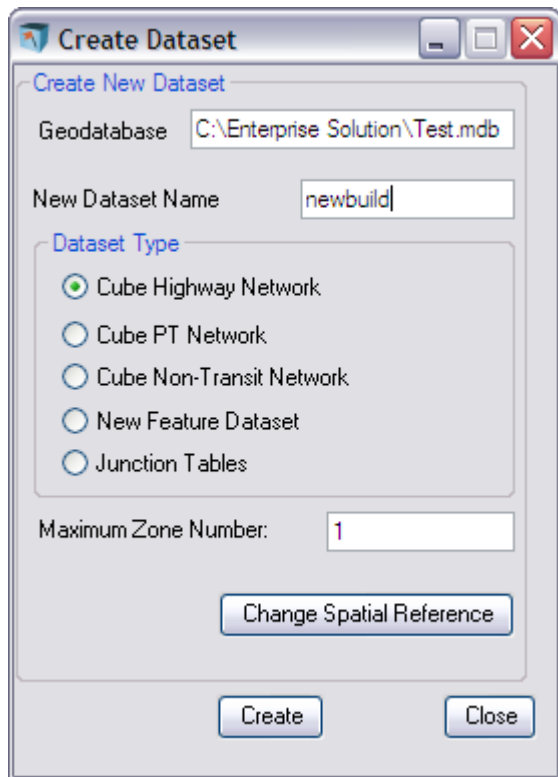 Create Dataset
Create New Dataset
Geodatabase C:\Enterprise Solution\Test.mdb
New Dataset Name newbuild
Dataset Type
Cube Highway Network
Cube PT Network
Cube Non-Transit Network
New Feature Dataset
Junction Tables
Maximum Zone Number: 1
Change Spatial Reference
Create Close